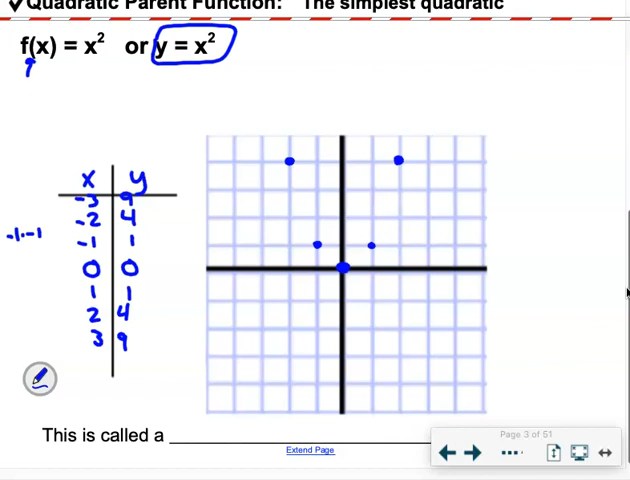 ✓Quadratic Parent Function: The simplest quadratic
f(x) = x² or y = x²
x y
-3 9
-2 4
-1·-1
-1 1
0 0
1 1
2 4
3 9
This is called a ____________________
Extend Page
Page 3 of 51